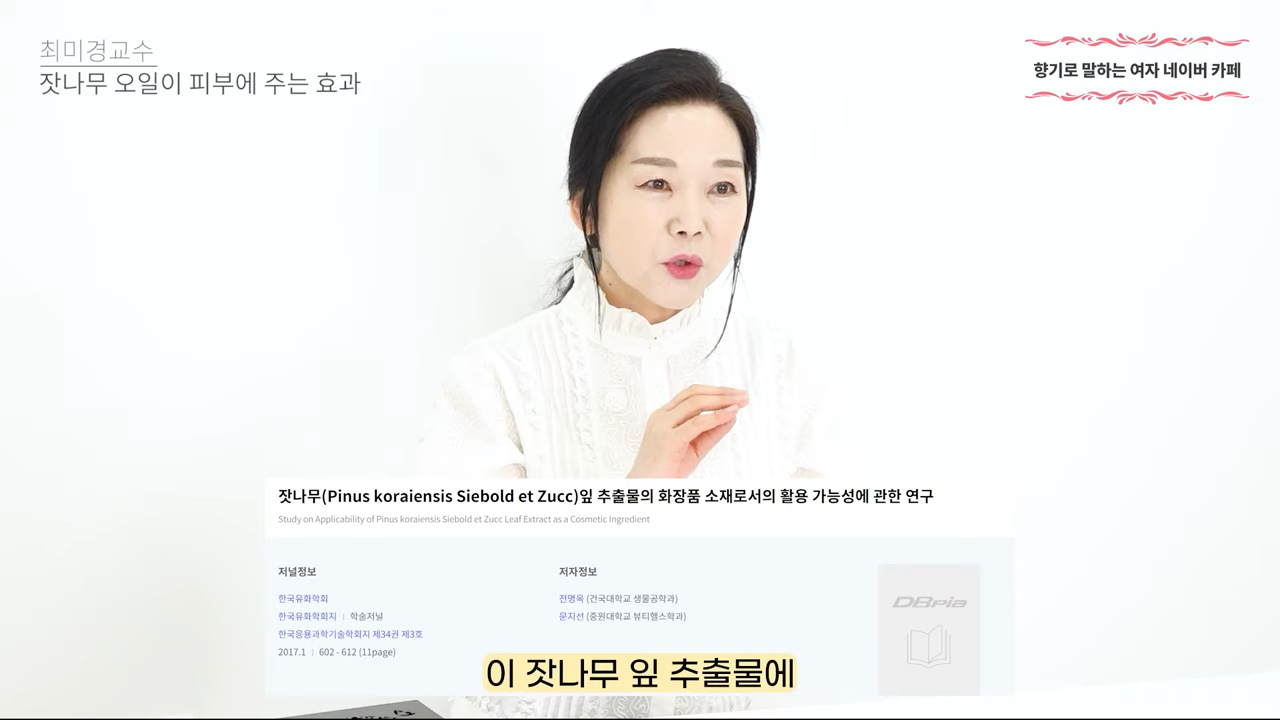 최미경교수
잣나무 오일이 피부에 주는 효과
향기로 말하는 여자 네이버 카페
잣나무(Pinus koraiensis Siebold et Zucc)잎 추출물의 화장품 소재로서의 활용 가능성에 관한 연구
Study on Applicability of Pinus koraiensis Siebold et Zucc Leaf Extract as a Cosmetic Ingredient
저널정보
한국유화학회
한국유화학회지 | 학술저널
한국응용과학기술학회지 제34권 제3호
2017.1 | 602 - 612 (11page)
저자정보
전명옥 (건국대학교 생물공학과)
문지선 (중원대학교 뷰티헬스학과)
DBpia
이 잣나무 잎 추출물에